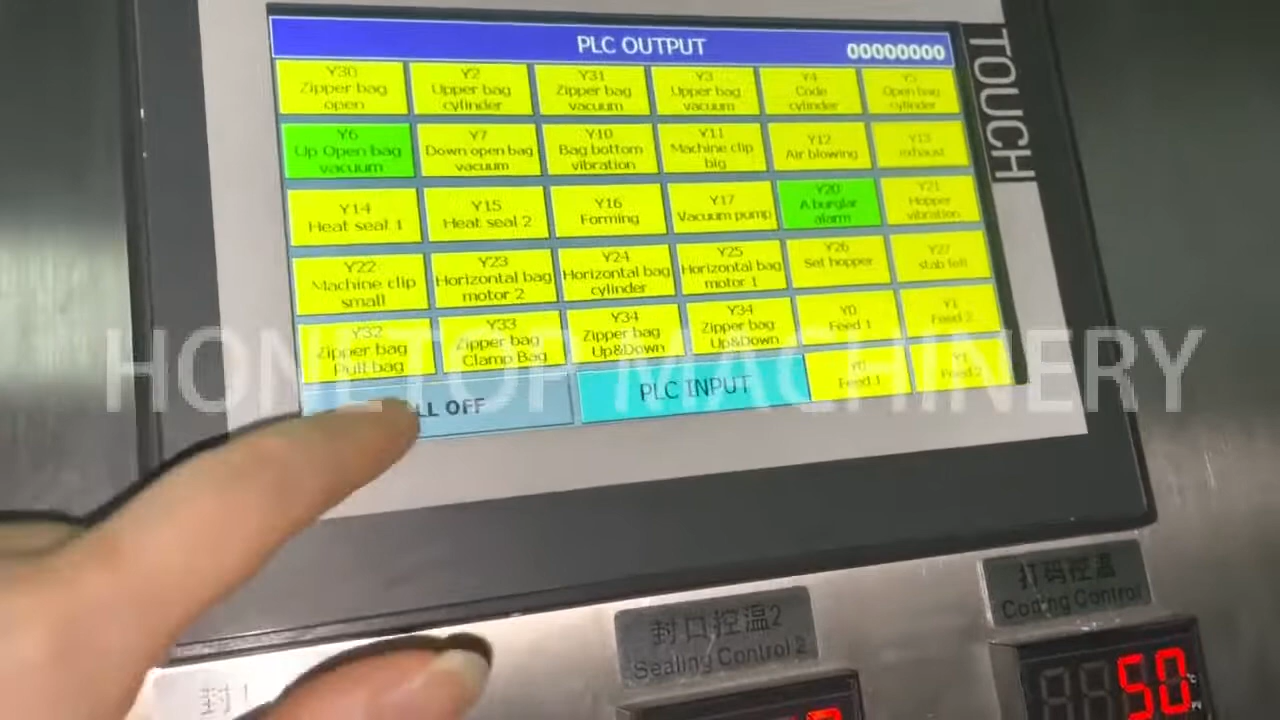 PLC OUTPUT
00000000
Y30
Zipper bag
open
Y2
Upper bag
cylinder
Y31
Zipper bag
vacuum
Y3
Upper bag
vacuum
Y4
Code
cylinder
Y5
Open bag
cylinder
Y6
Up Open bag
vacuum
Y7
Down open bag
vacuum
Y10
Bag bottom
vibration
Y11
Machine clip
big
Y12
Air blowing
Y13
exhaust
Y14
Heat seal 1
Y15
Heat seal 2
Y16
Forming
Y17
Vacuum pump
Y20
A burglar
alarm
Y21
Hopper
vibration
Y22
Machine clip
small
Y23
Horizontal bag
motor 2
Y24
Horizontal bag
cylinder
Y25
Horizontal bag
motor 1
Y26
Set hopper
Y27
Y32
Zipper bag
Pull bag
Y33
Zipper bag
Clamp Bag
Y34
Zipper bag
Up&Down
Y34
Zipper bag
Up&Down
Y0
Feed 1
Y1
Feed 2
LL OFF
PLC INPUT
Y0
Feed 1
Y1
Feed 2
TOUCH
HONETOP MACHINERY
打码控温
Coding Control
封口控温2
Sealing Control 2
封
50